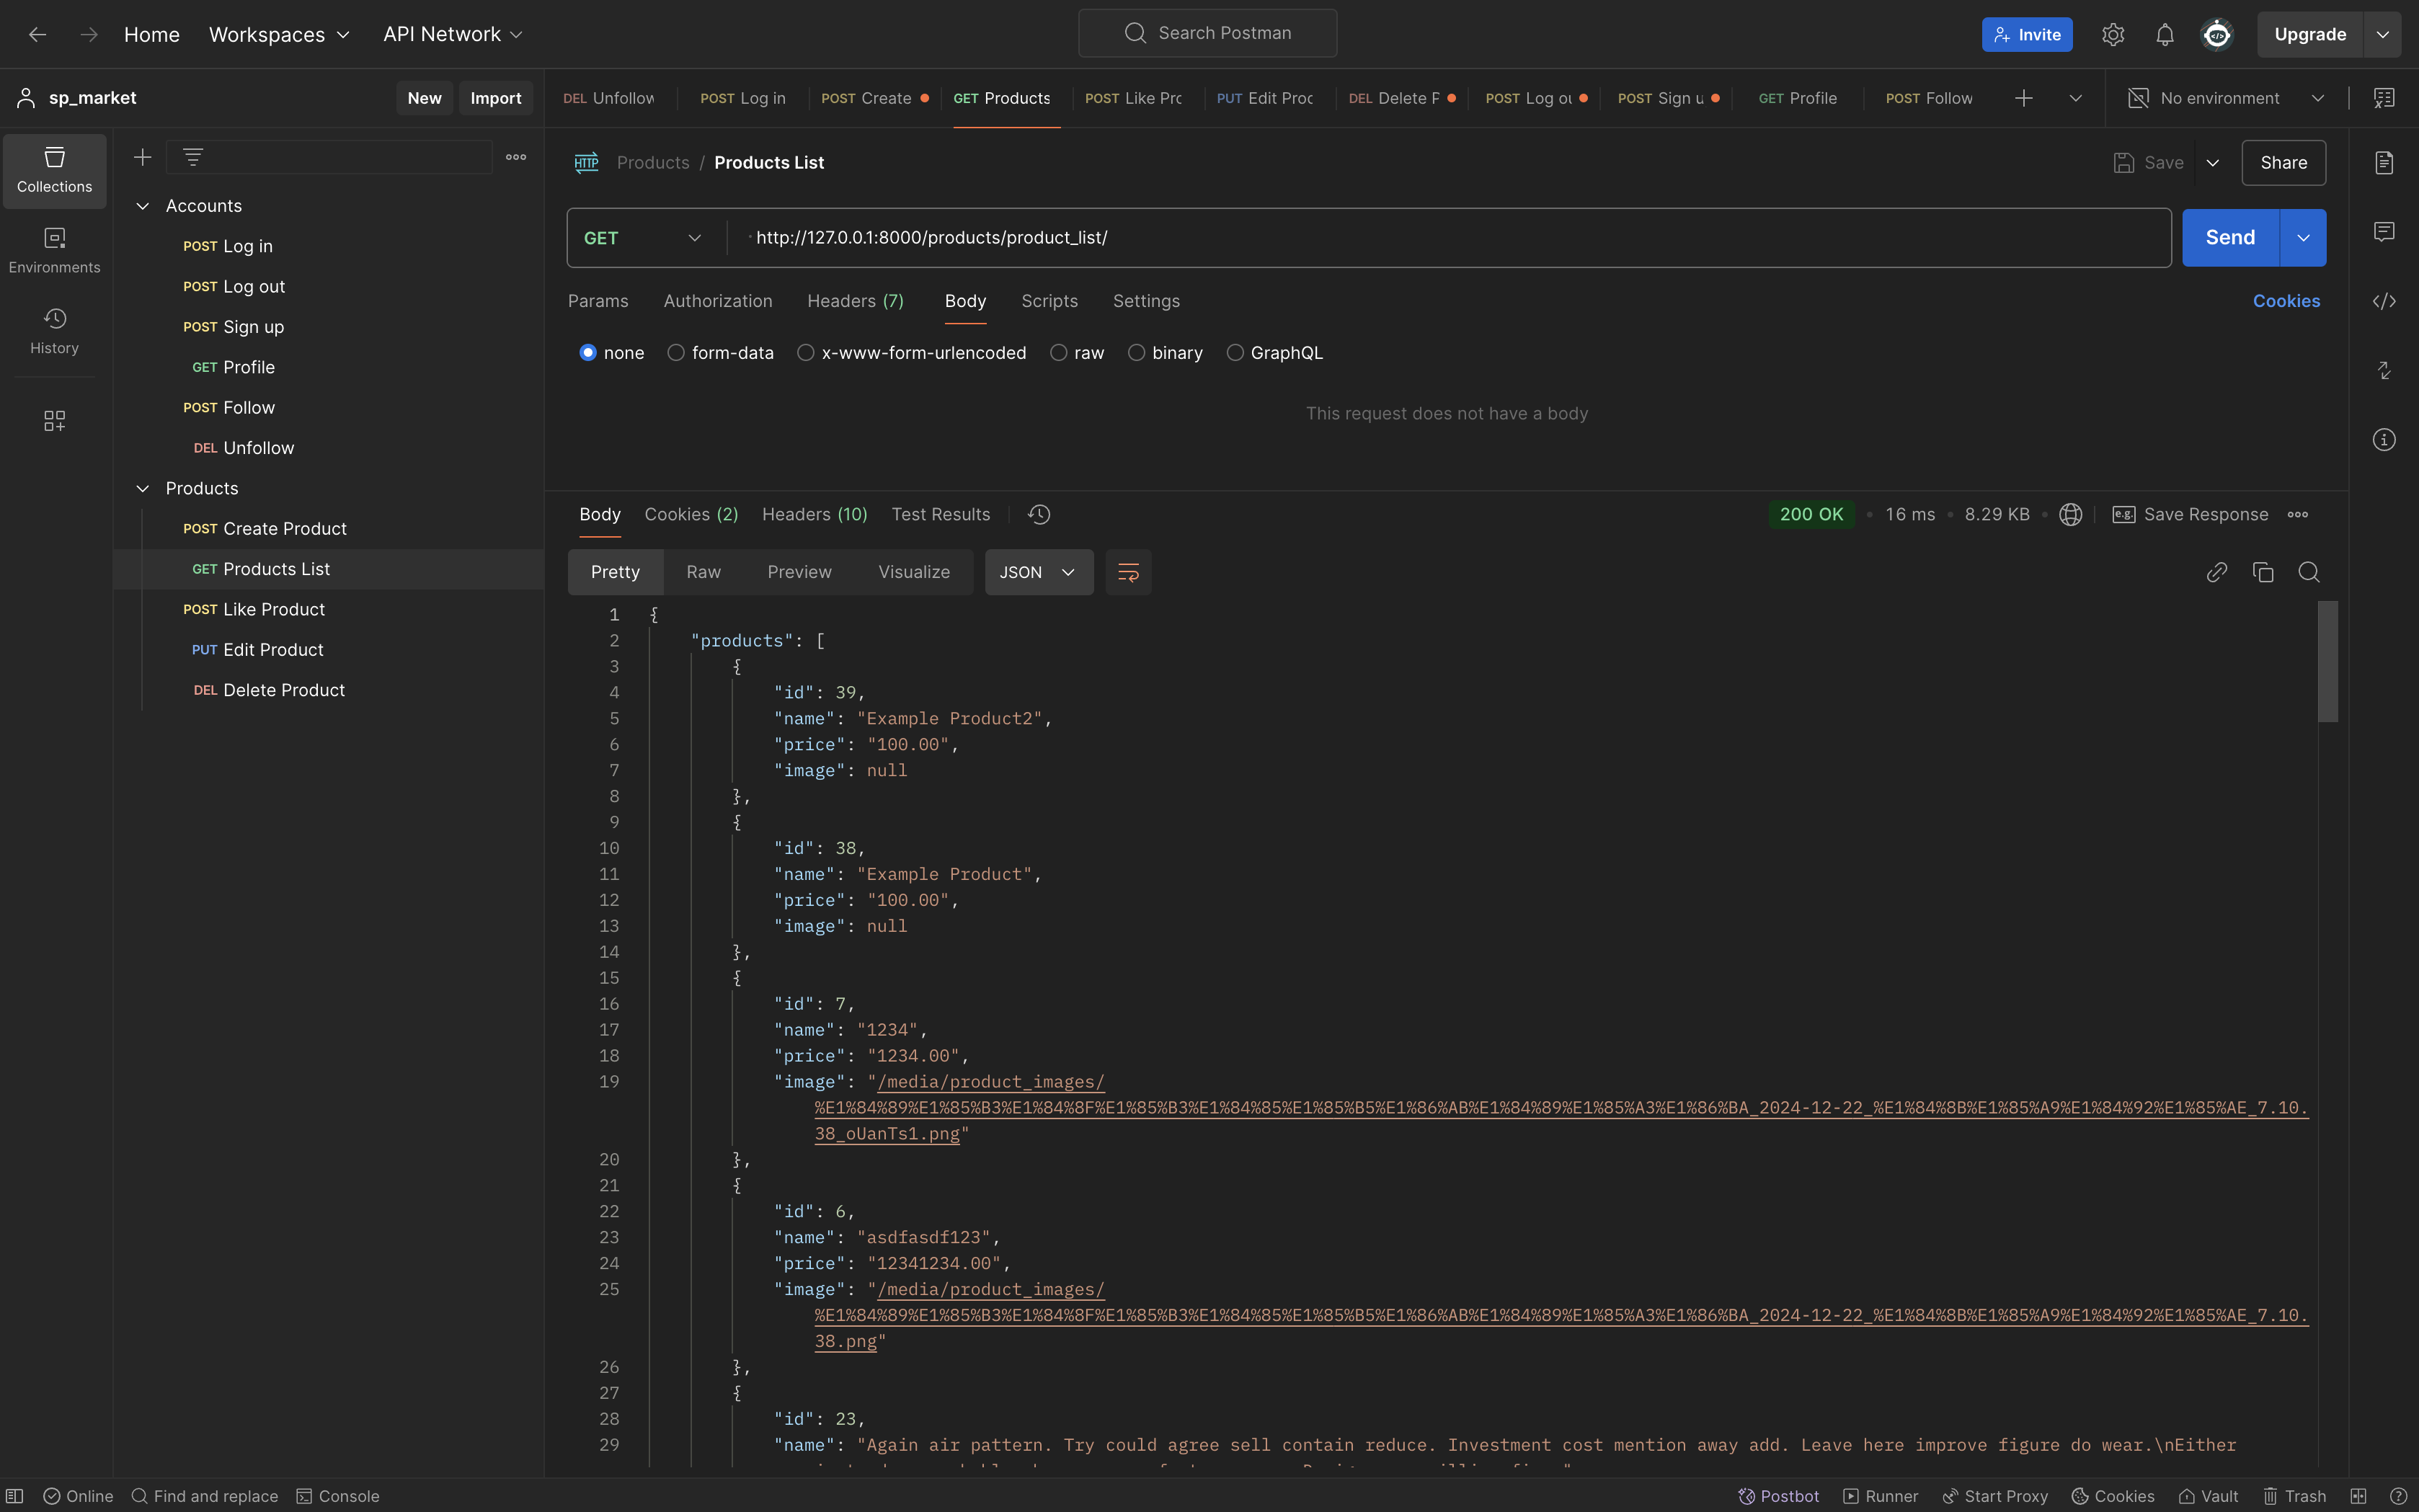 Home Workspaces API Network Search Postman Invite Upgrade
sp_market New Import
DEL Unfollow POST Log in POST Create GET Products POST Like Pro PUT Edit Proc DEL Delete P POST Log ou POST Sign u GET Profile POST Follow No environment
Collections
Environments
History
Accounts
POST Log in
POST Log out
POST Sign up
GET Profile
POST Follow
DEL Unfollow
Products
POST Create Product
GET Products List
POST Like Product
PUT Edit Product
DEL Delete Product
HTTP Products / Products List Save Share
GET http://127.0.0.1:8000/products/product_list/ Send
Params Authorization Headers (7) Body Scripts Settings Cookies
none form-data x-www-form-urlencoded raw binary GraphQL
This request does not have a body
Body Cookies (2) Headers (10) Test Results 200 OK 16 ms 8.29 KB e.g. Save Response
Pretty Raw Preview Visualize JSON
1 {
2 "products": [
3 {
4 "id": 39,
5 "name": "Example Product2",
6 "price": "100.00",
7 "image": null
8 },
9 {
10 "id": 38,
11 "name": "Example Product",
12 "price": "100.00",
13 "image": null
14 },
15 {
16 "id": 7,
17 "name": "1234",
18 "price": "1234.00",
19 "image": "/media/product_images/
%E1%84%89%E1%85%B3%E1%84%8F%E1%85%B3%E1%84%85%E1%85%B5%E1%86%AB%E1%84%89%E1%85%A3%E1%86%BA_2024-12-22_%E1%84%8B%E1%85%A9%E1%84%92%E1%85%AE_7.10.
38_oUanTs1.png"
20 },
21 {
22 "id": 6,
23 "name": "asdfasdf123",
24 "price": "12341234.00",
25 "image": "/media/product_images/
%E1%84%89%E1%85%B3%E1%84%8F%E1%85%B3%E1%84%85%E1%85%B5%E1%86%AB%E1%84%89%E1%85%A3%E1%86%BA_2024-12-22_%E1%84%8B%E1%85%A9%E1%84%92%E1%85%AE_7.10.
38.png"
26 },
27 {
28 "id": 23,
29 "name": "Again air pattern. Try could agree sell contain reduce. Investment cost mention away add. Leave here improve figure do wear.\nEither
Online Find and replace Console Postbot Runner Start Proxy Cookies Vault Trash